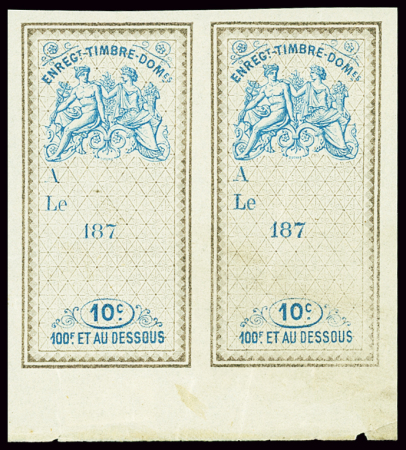 ENREGT-TIMBRE-DOMES
A
Le
187
10c
100F ET AU DESSOUS
ENREGT-TIMBRE-DOMES
A
Le
187
10c
100F ET AU DESSOUS